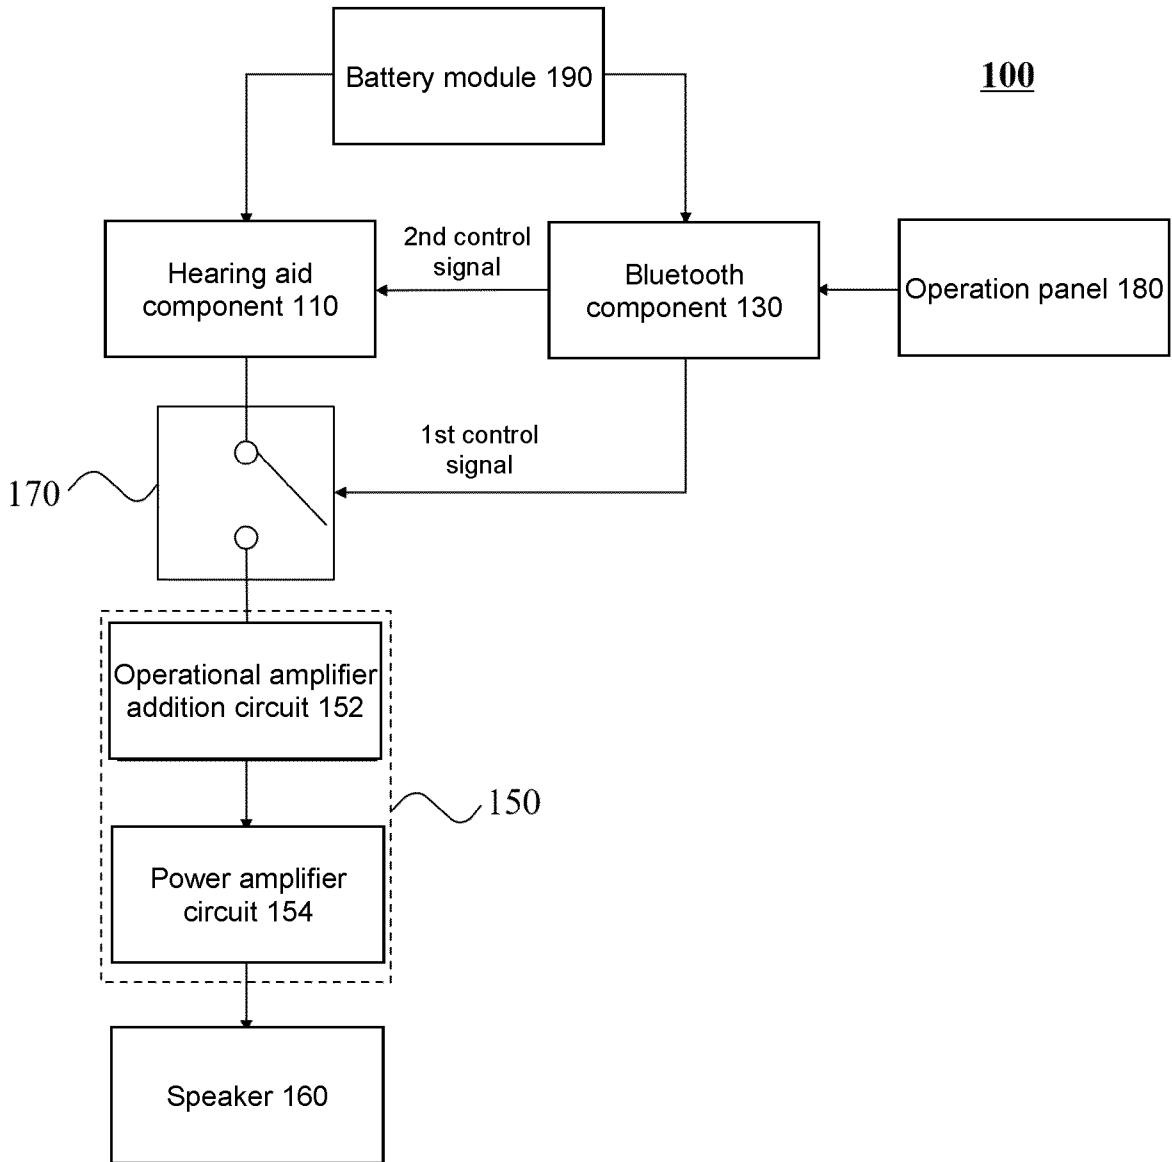 Battery module 190
100
2nd control
signal
Hearing aid
component 110
Bluetooth
component 130
Operation panel 180
1st control
signal
170
Operational amplifier
addition circuit 152
150
Power amplifier
circuit 154
Speaker 160